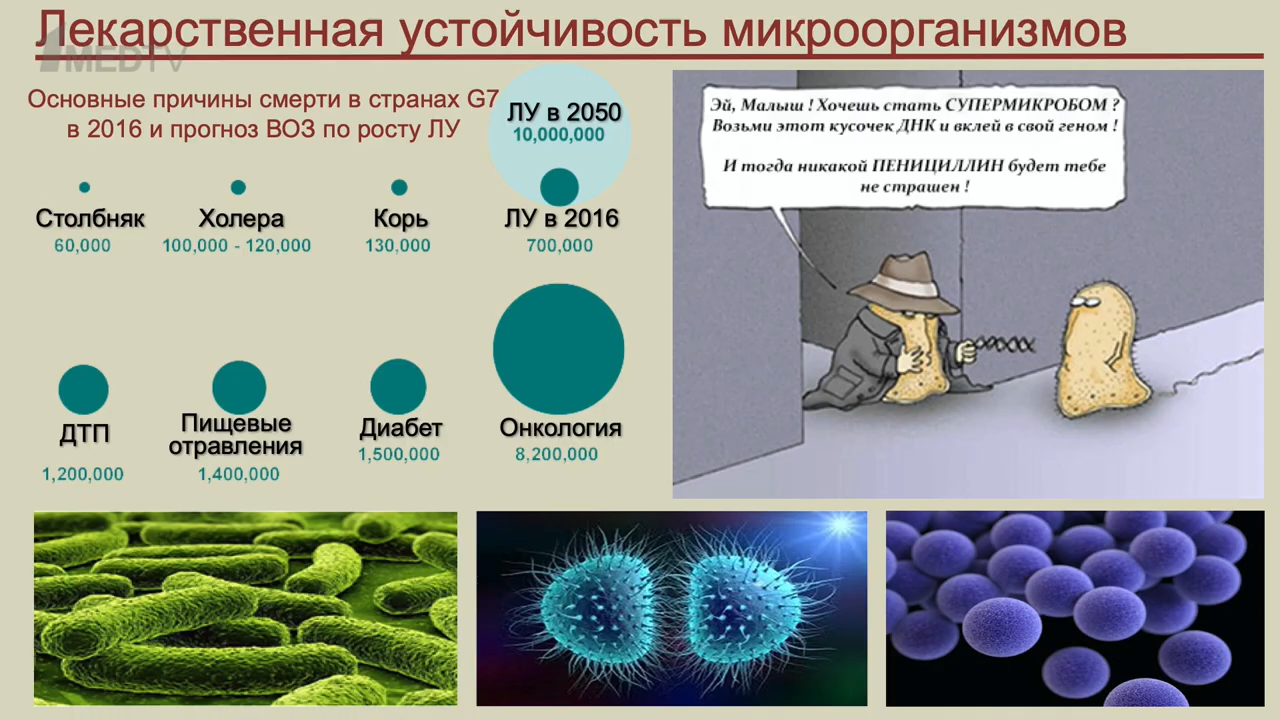 Лекарственная устойчивость микроорганизмов
1MEDTV
Основные причины смерти в странах G7
в 2016 и прогноз ВОЗ по росту ЛУ
ЛУ в 2050
10,000,000
Столбняк
60,000
Холера
100,000 - 120,000
Корь
130,000
ЛУ в 2016
700,000
ДТП
1,200,000
Пищевые
отравления
1,400,000
Диабет
1,500,000
Онкология
8,200,000
Эй, Малыш ! Хочешь стать СУПЕРМИКРОБОМ ?
Возьми этот кусочек ДНК и вклей в свой геном !
И тогда никакой ПЕНИЦИЛЛИН будет тебе
не страшен !